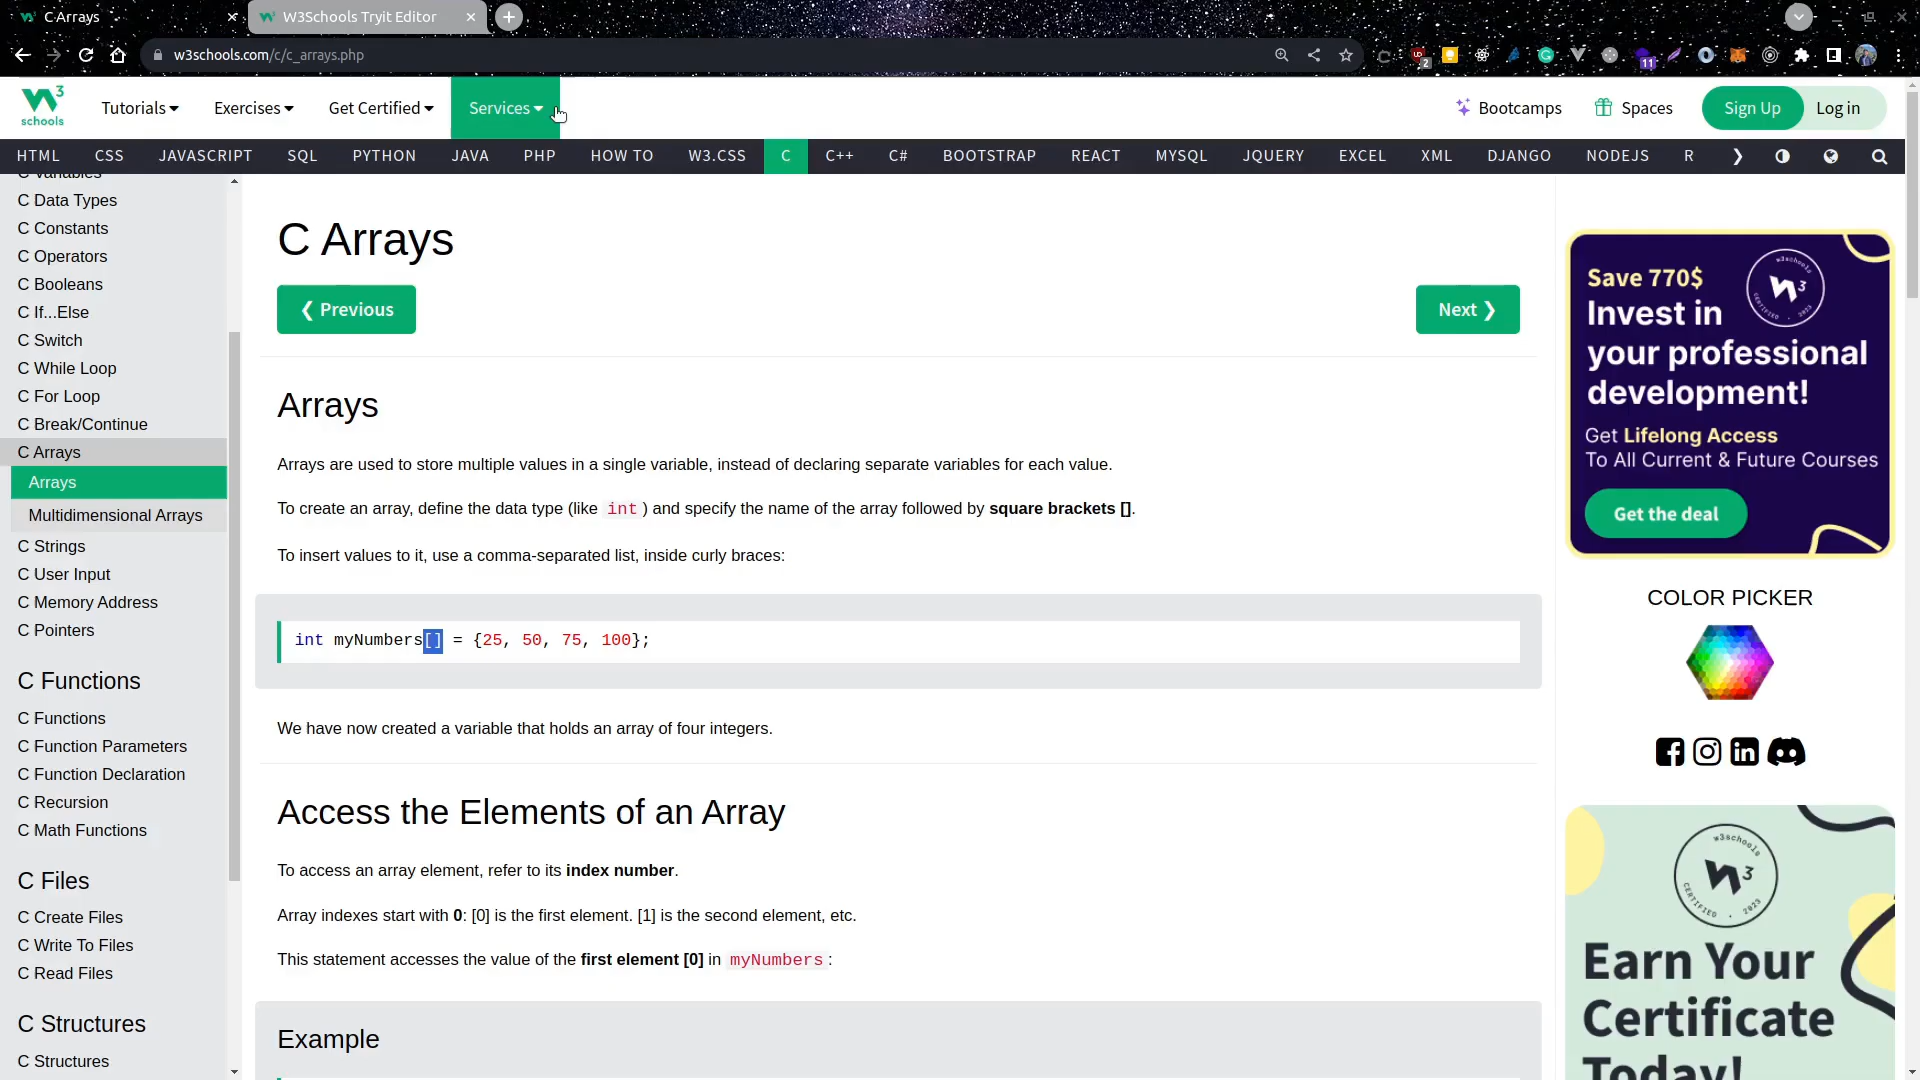 C Arrays
W3Schools Tryit Editor
w3schools.com/c/c_arrays.php
2
11
3
schools
Tutorials
Exercises
Get Certified
Services
Bootcamps
Spaces
Sign Up
Log in
HTML
CSS
JAVASCRIPT
SQL
PYTHON
JAVA
PHP
HOW TO
W3.CSS
C
C++
C#
BOOTSTRAP
REACT
MYSQL
JQUERY
EXCEL
XML
DJANGO
NODEJS
R
C Variables
C Data Types
C Constants
C Operators
C Booleans
C If...Else
C Switch
C While Loop
C For Loop
C Break/Continue
C Arrays
Arrays
Multidimensional Arrays
C Strings
C User Input
C Memory Address
C Pointers
C Functions
C Functions
C Function Parameters
C Function Declaration
C Recursion
C Math Functions
C Files
C Create Files
C Write To Files
C Read Files
C Structures
C Structures
C Arrays
❮ Previous
Next ❯
Arrays
Arrays are used to store multiple values in a single variable, instead of declaring separate variables for each value.
To create an array, define the data type (like int ) and specify the name of the array followed by square brackets [].
To insert values to it, use a comma-separated list, inside curly braces:
int myNumbers[] = {25, 50, 75, 100};
We have now created a variable that holds an array of four integers.
Access the Elements of an Array
To access an array element, refer to its index number.
Array indexes start with 0: [0] is the first element. [1] is the second element, etc.
This statement accesses the value of the first element [0] in myNumbers :
Example
Save 770$
Invest in
your professional
development!
Get Lifelong Access
To All Current & Future Courses
Get the deal
w3schools
CERTIFIED . 2023
COLOR PICKER
w3schools
CERTIFIED . 2023
Earn Your
Certificate
Today!